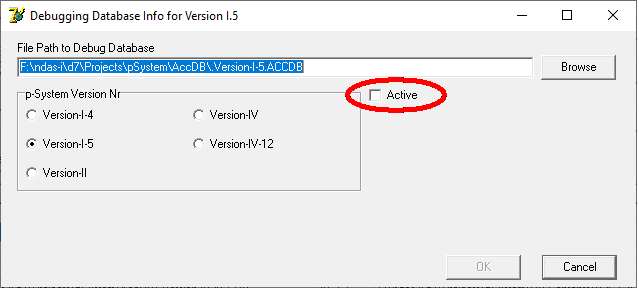 Debugging Database Info for Version I.5
File Path to Debug Database
F:\ndas-i\d7\Projects\pSystem\AccDB\.Version-I-5.ACCDB
Browse
p-System Version Nr
Active
Version-I-4
Version-IV
Version-I-5
Version-IV-12
Version-II
OK
Cancel